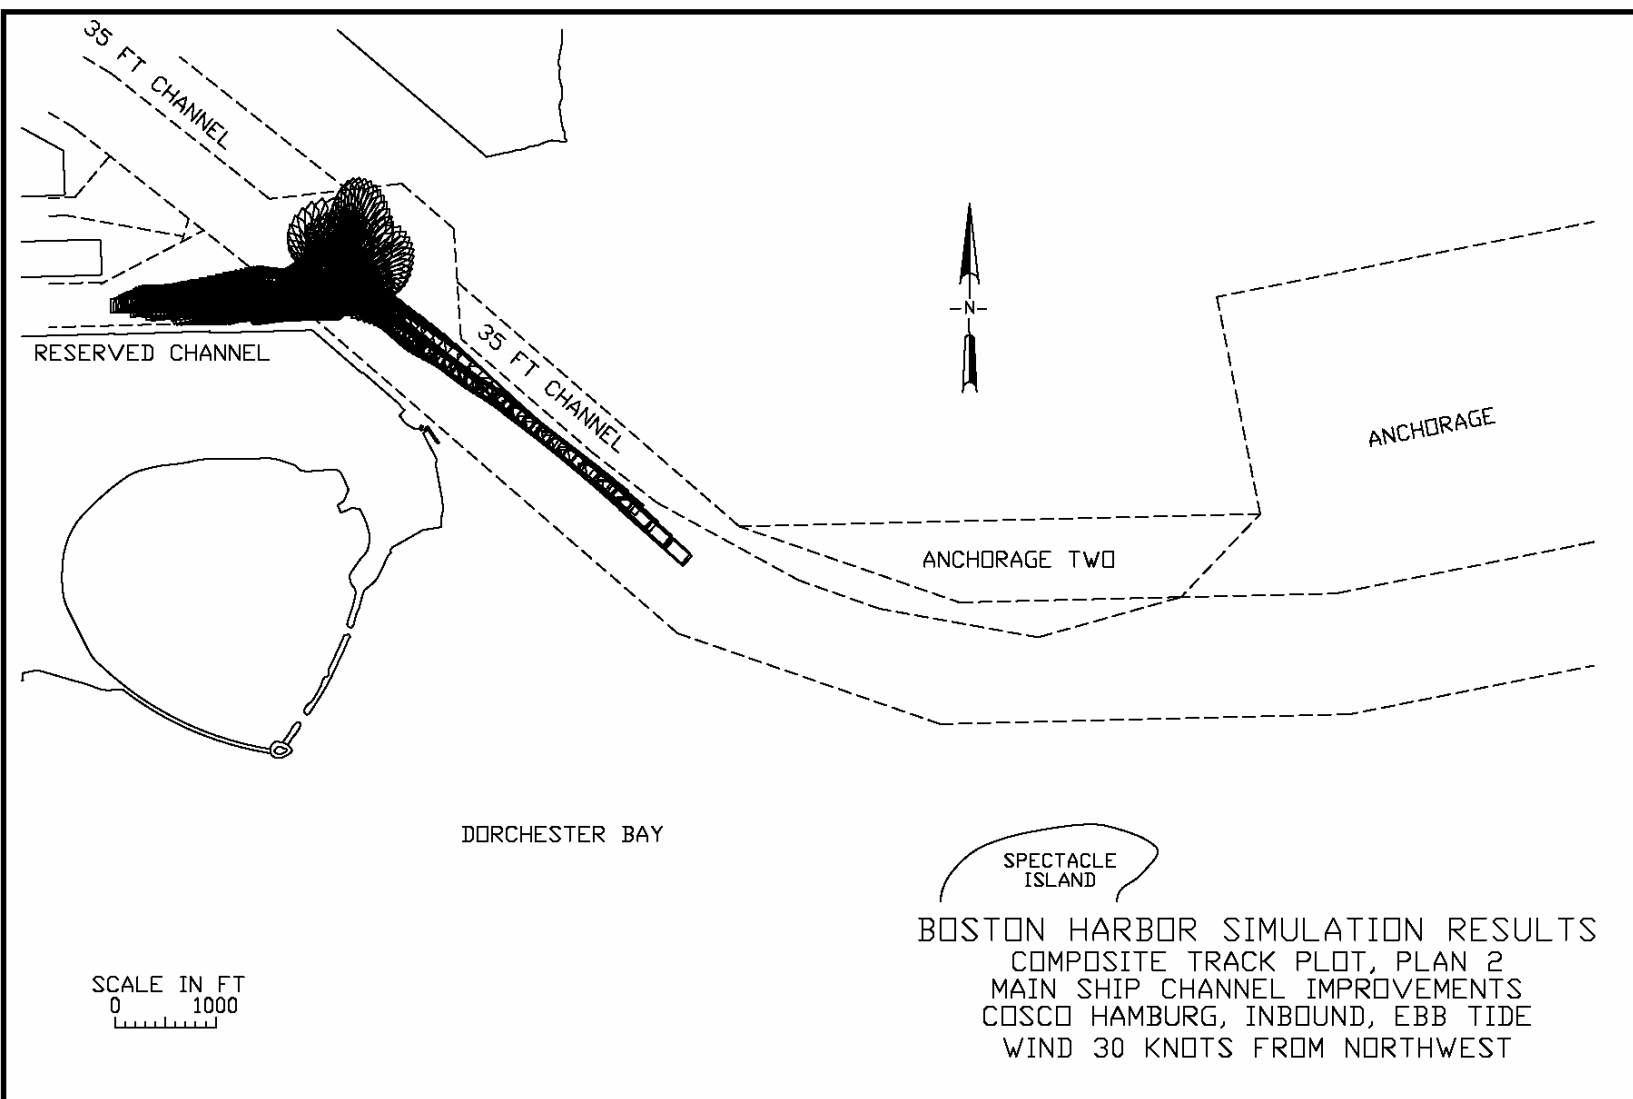 35 FT CHANNEL
N
RESERVED CHANNEL
35 FT CHANNEL
ANCHORAGE
ANCHORAGE TWO
DORCHESTER BAY
SPECTACLE
ISLAND
BOSTON HARBOR SIMULATION RESULTS
COMPOSITE TRACK PLOT, PLAN 2
MAIN SHIP CHANNEL IMPROVEMENTS
COSCO HAMBURG, INBOUND, EBB TIDE
WIND 30 KNOTS FROM NORTHWEST
SCALE IN FT
0 1000